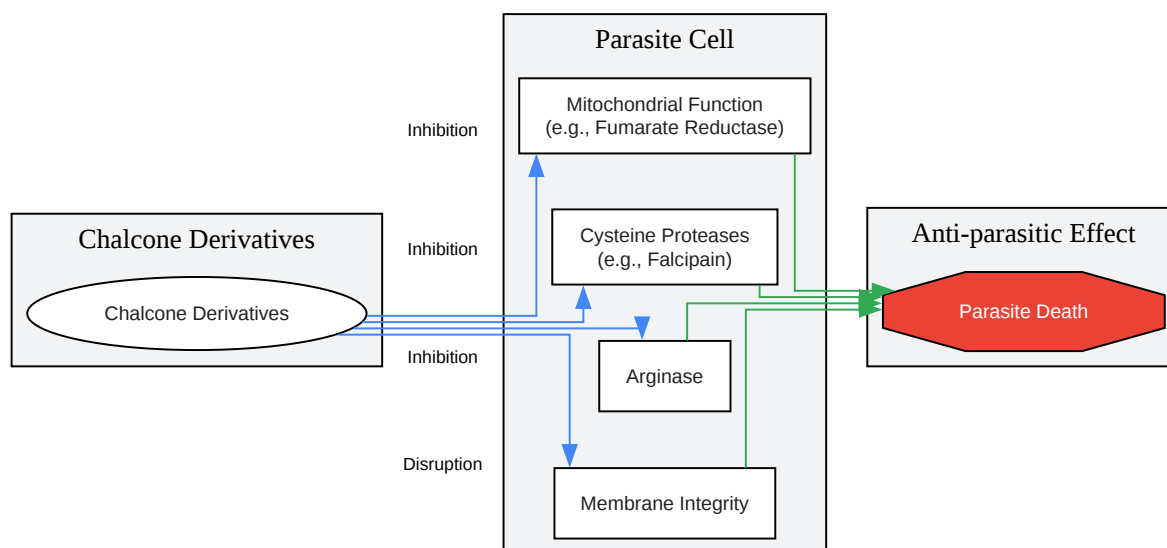 Parasite Cell
Mitochondrial Function
(e.g., Fumarate Reductase)
Inhibition
Chalcone Derivatives
Chalcone Derivatives
Inhibition
Cysteine Proteases
(e.g., Falcipain)
Anti-parasitic Effect
Parasite Death
Inhibition
Arginase
Disruption
Membrane Integrity